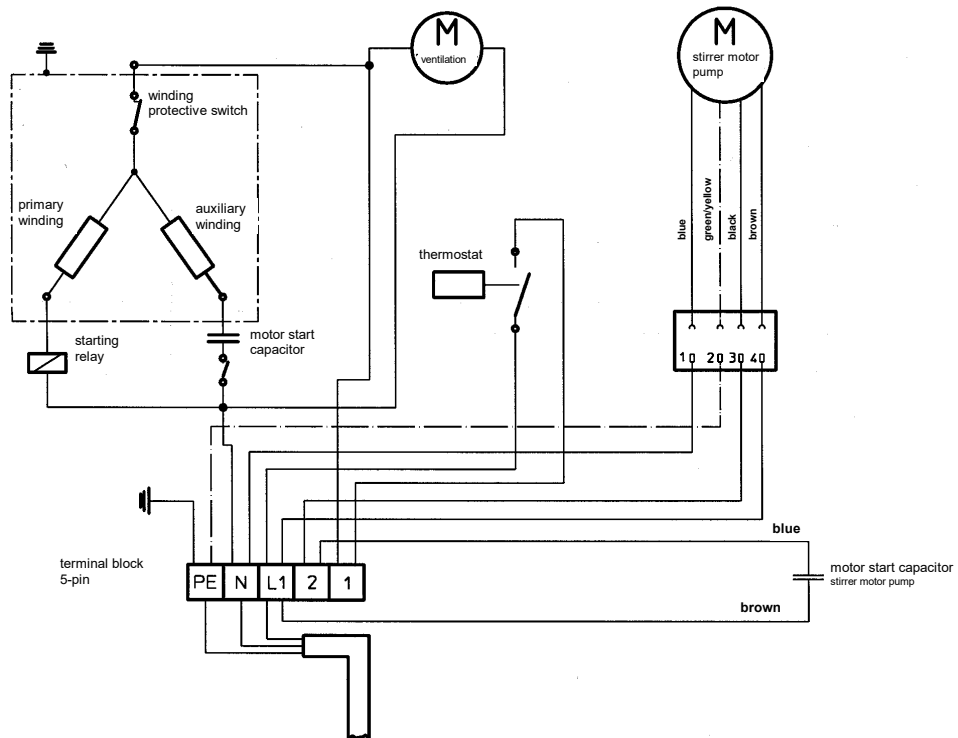 M
ventilation
M
stirrer motor
pump
winding
protective switch
primary
winding
auxiliary
winding
blue
green/yellow
black
brown
thermostat
starting
relay
motor start
capacitor
1
2
3
4
blue
terminal block
5-pin
PE
N
L1
2
1
motor start capacitor
stirrer motor pump
brown